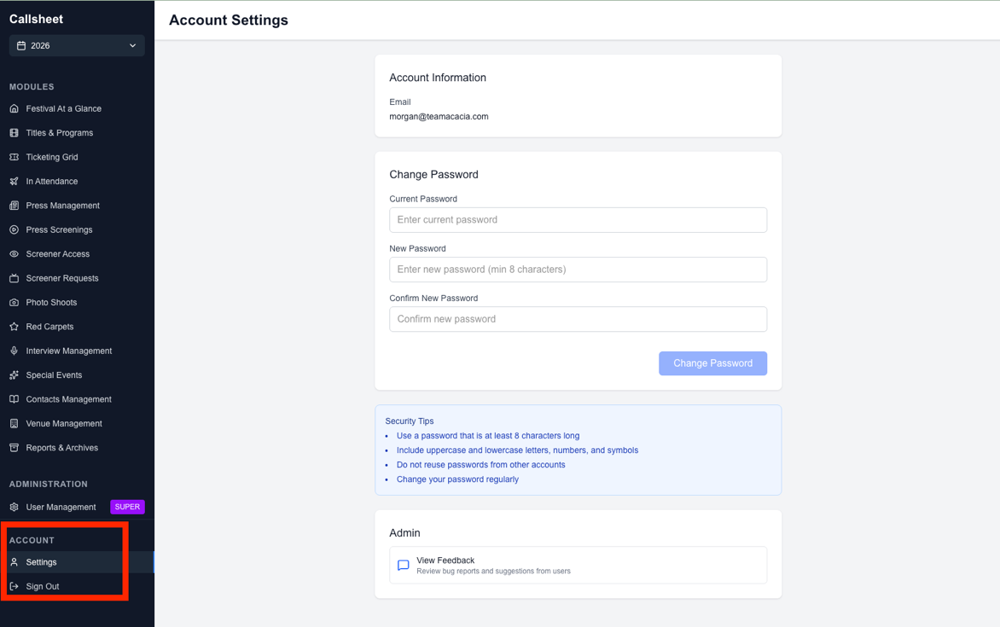 Callsheet
2026
MODULES
Festival At a Glance
Titles & Programs
Ticketing Grid
In Attendance
Press Management
Press Screenings
Screener Access
Screener Requests
Photo Shoots
Red Carpets
Interview Management
Special Events
Contacts Management
Venue Management
Reports & Archives
ADMINISTRATION
User Management SUPER
ACCOUNT
Settings
Sign Out
Account Settings
Account Information
Email
morgan@teamacacia.com
Change Password
Current Password
Enter current password
New Password
Enter new password (min 8 characters)
Confirm New Password
Confirm new password
Change Password
Security Tips
• Use a password that is at least 8 characters long
• Include uppercase and lowercase letters, numbers, and symbols
• Do not reuse passwords from other accounts
• Change your password regularly
Admin
View Feedback
Review bug reports and suggestions from users